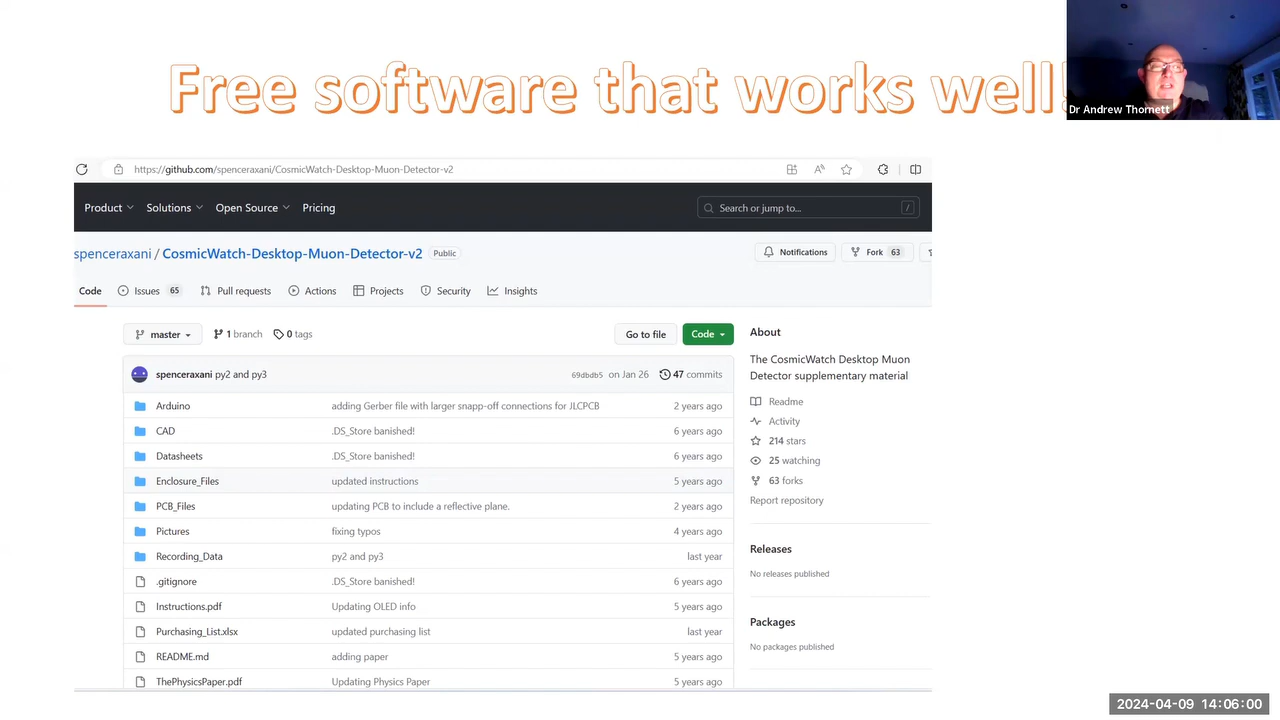 Free software that works well!
Dr Andrew Thornett
https://github.com/spenceraxani/CosmicWatch-Desktop-Muon-Detector-v2
Product Solutions Open Source Pricing Search or jump to... /
spenceraxani / CosmicWatch-Desktop-Muon-Detector-v2 Public Notifications Fork 63
Code Issues 65 Pull requests Actions Projects Security Insights
master 1 branch 0 tags Go to file Code
spenceraxani py2 and py3 69dbdb5 on Jan 26 47 commits
Arduino adding Gerber file with larger snapp-off connections for JLCPCB 2 years ago
CAD .DS_Store banished! 6 years ago
Datasheets .DS_Store banished! 6 years ago
Enclosure_Files updated instructions 5 years ago
PCB_Files updating PCB to include a reflective plane. 2 years ago
Pictures fixing typos 4 years ago
Recording_Data py2 and py3 last year
.gitignore .DS_Store banished! 6 years ago
Instructions.pdf Updating OLED info 5 years ago
Purchasing_List.xlsx updated purchasing list last year
README.md adding paper 5 years ago
ThePhysicsPaper.pdf Updating Physics Paper 5 years ago
About
The CosmicWatch Desktop Muon
Detector supplementary material
Readme
Activity
214 stars
25 watching
63 forks
Report repository
Releases
No releases published
Packages
No packages published
2024-04-09 14:06:00